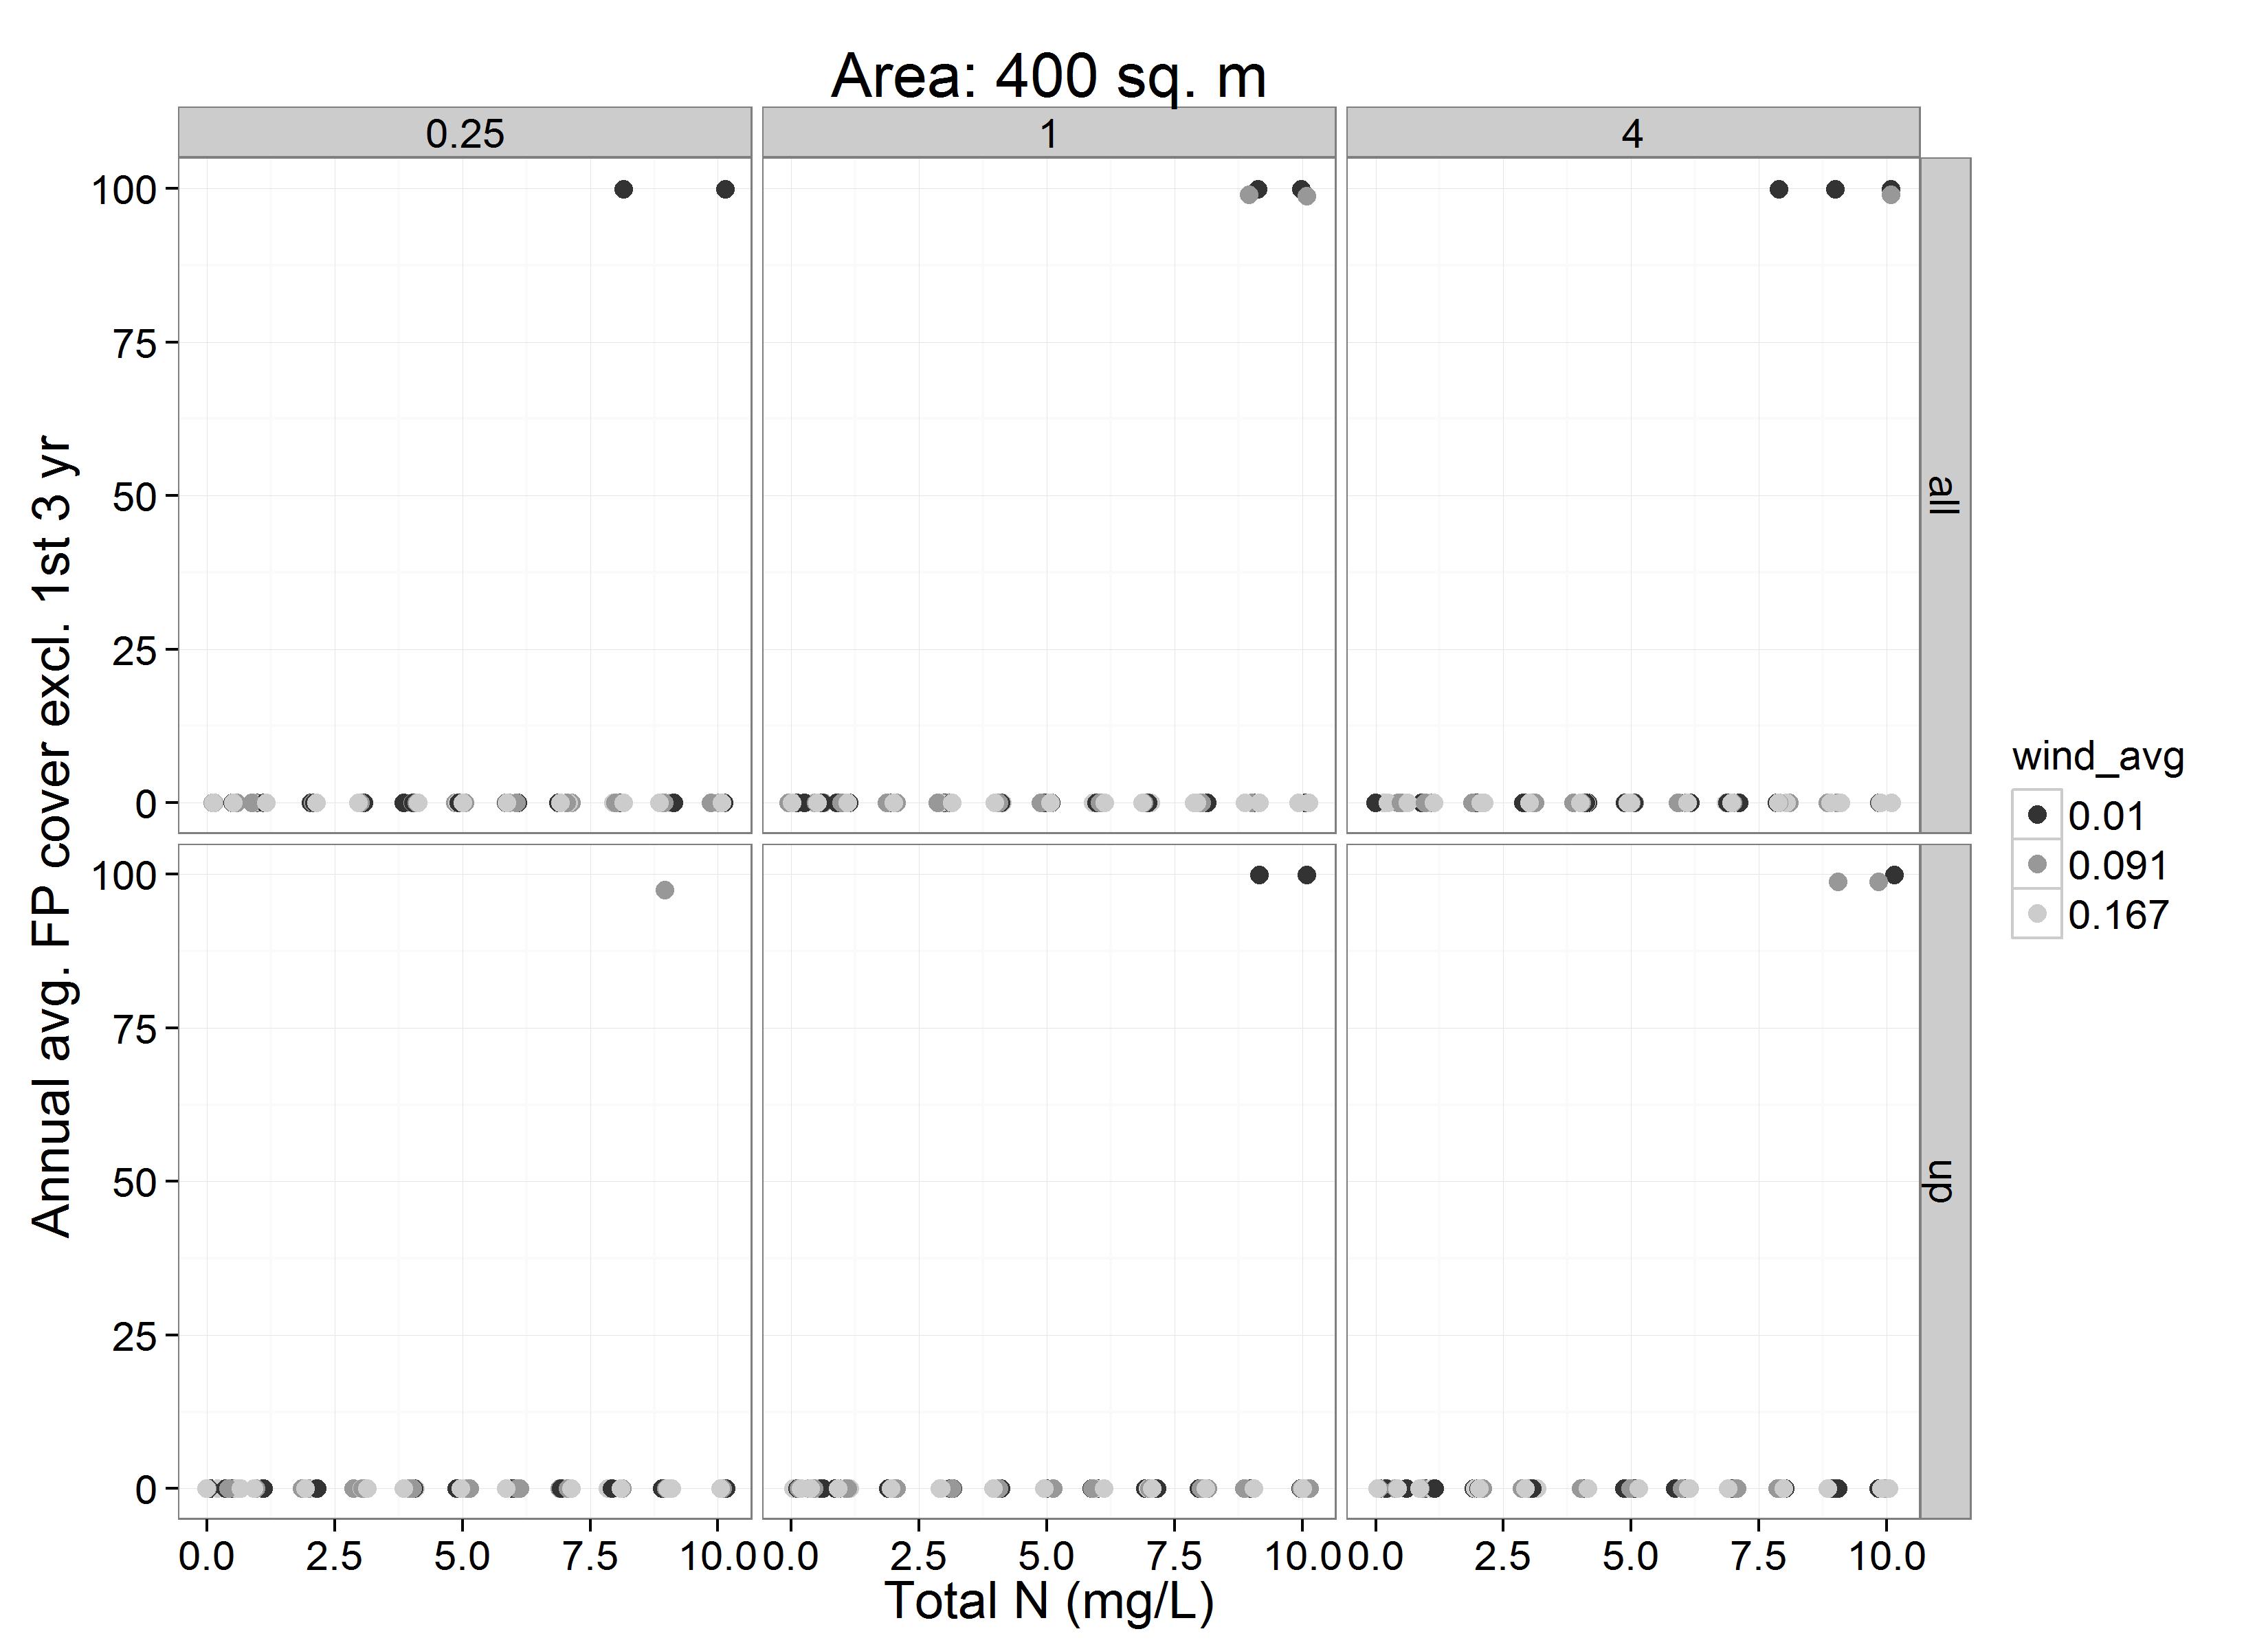 Area: 400 sq. m
0.25 1 4
100
75
50
25
0
all
100
75
50
25
0
up
Annual avg. FP cover excl. 1st 3 yr
0.0 2.5 5.0 7.5 10.0 0.0 2.5 5.0 7.5 10.0 0.0 2.5 5.0 7.5 10.0
Total N (mg/L)
wind_avg
0.01
0.091
0.167